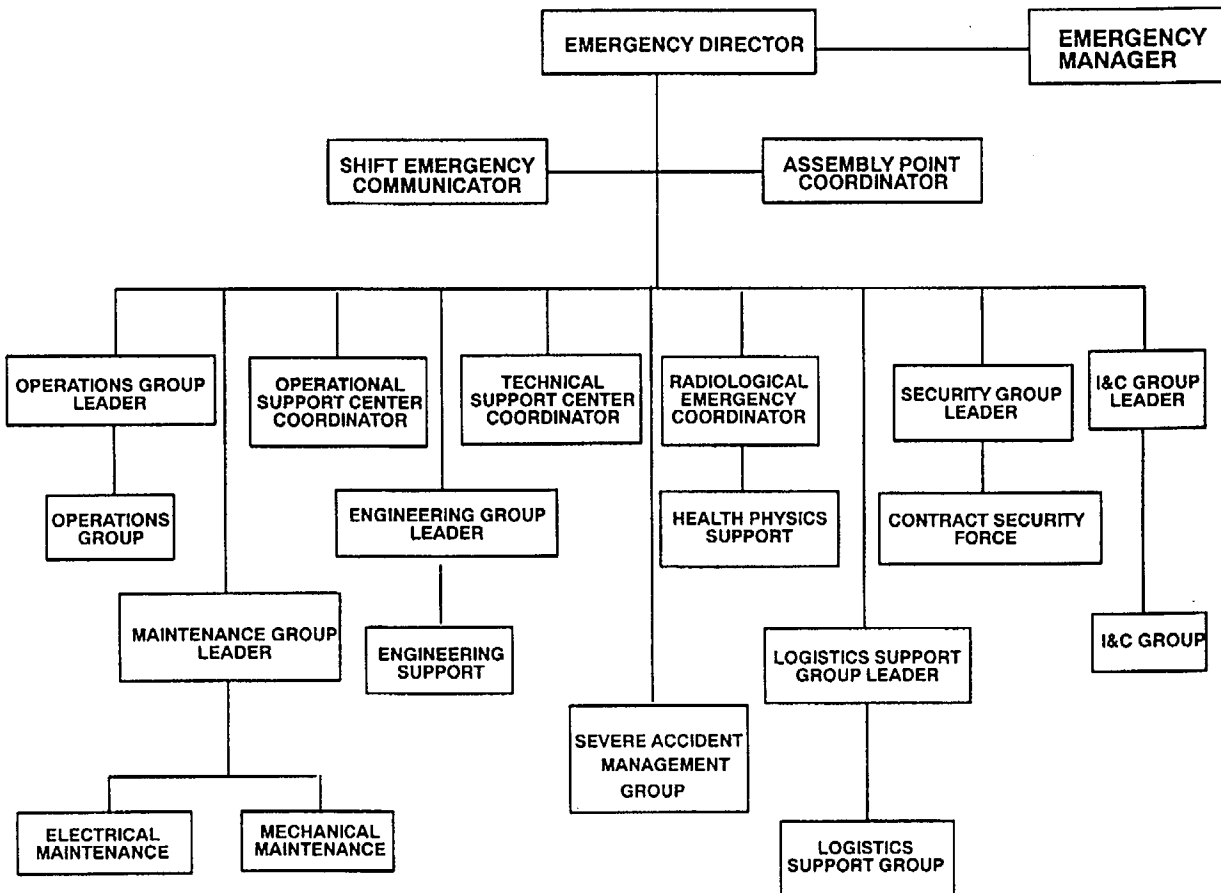 EMERGENCY DIRECTOR
EMERGENCY
MANAGER
SHIFT EMERGENCY
COMMUNICATOR
ASSEMBLY POINT
COORDINATOR
OPERATIONS GROUP
LEADER
OPERATIONAL
SUPPORT CENTER
COORDINATOR
TECHNICAL
SUPPORT CENTER
COORDINATOR
RADIOLOGICAL
EMERGENCY
COORDINATOR
SECURITY GROUP
LEADER
I&C GROUP
LEADER
OPERATIONS
GROUP
ENGINEERING GROUP
LEADER
HEALTH PHYSICS
SUPPORT
CONTRACT SECURITY
FORCE
MAINTENANCE GROUP
LEADER
ENGINEERING
SUPPORT
LOGISTICS SUPPORT
GROUP LEADER
I&C GROUP
SEVERE ACCIDENT
MANAGEMENT
GROUP
ELECTRICAL
MAINTENANCE
MECHANICAL
MAINTENANCE
LOGISTICS
SUPPORT GROUP